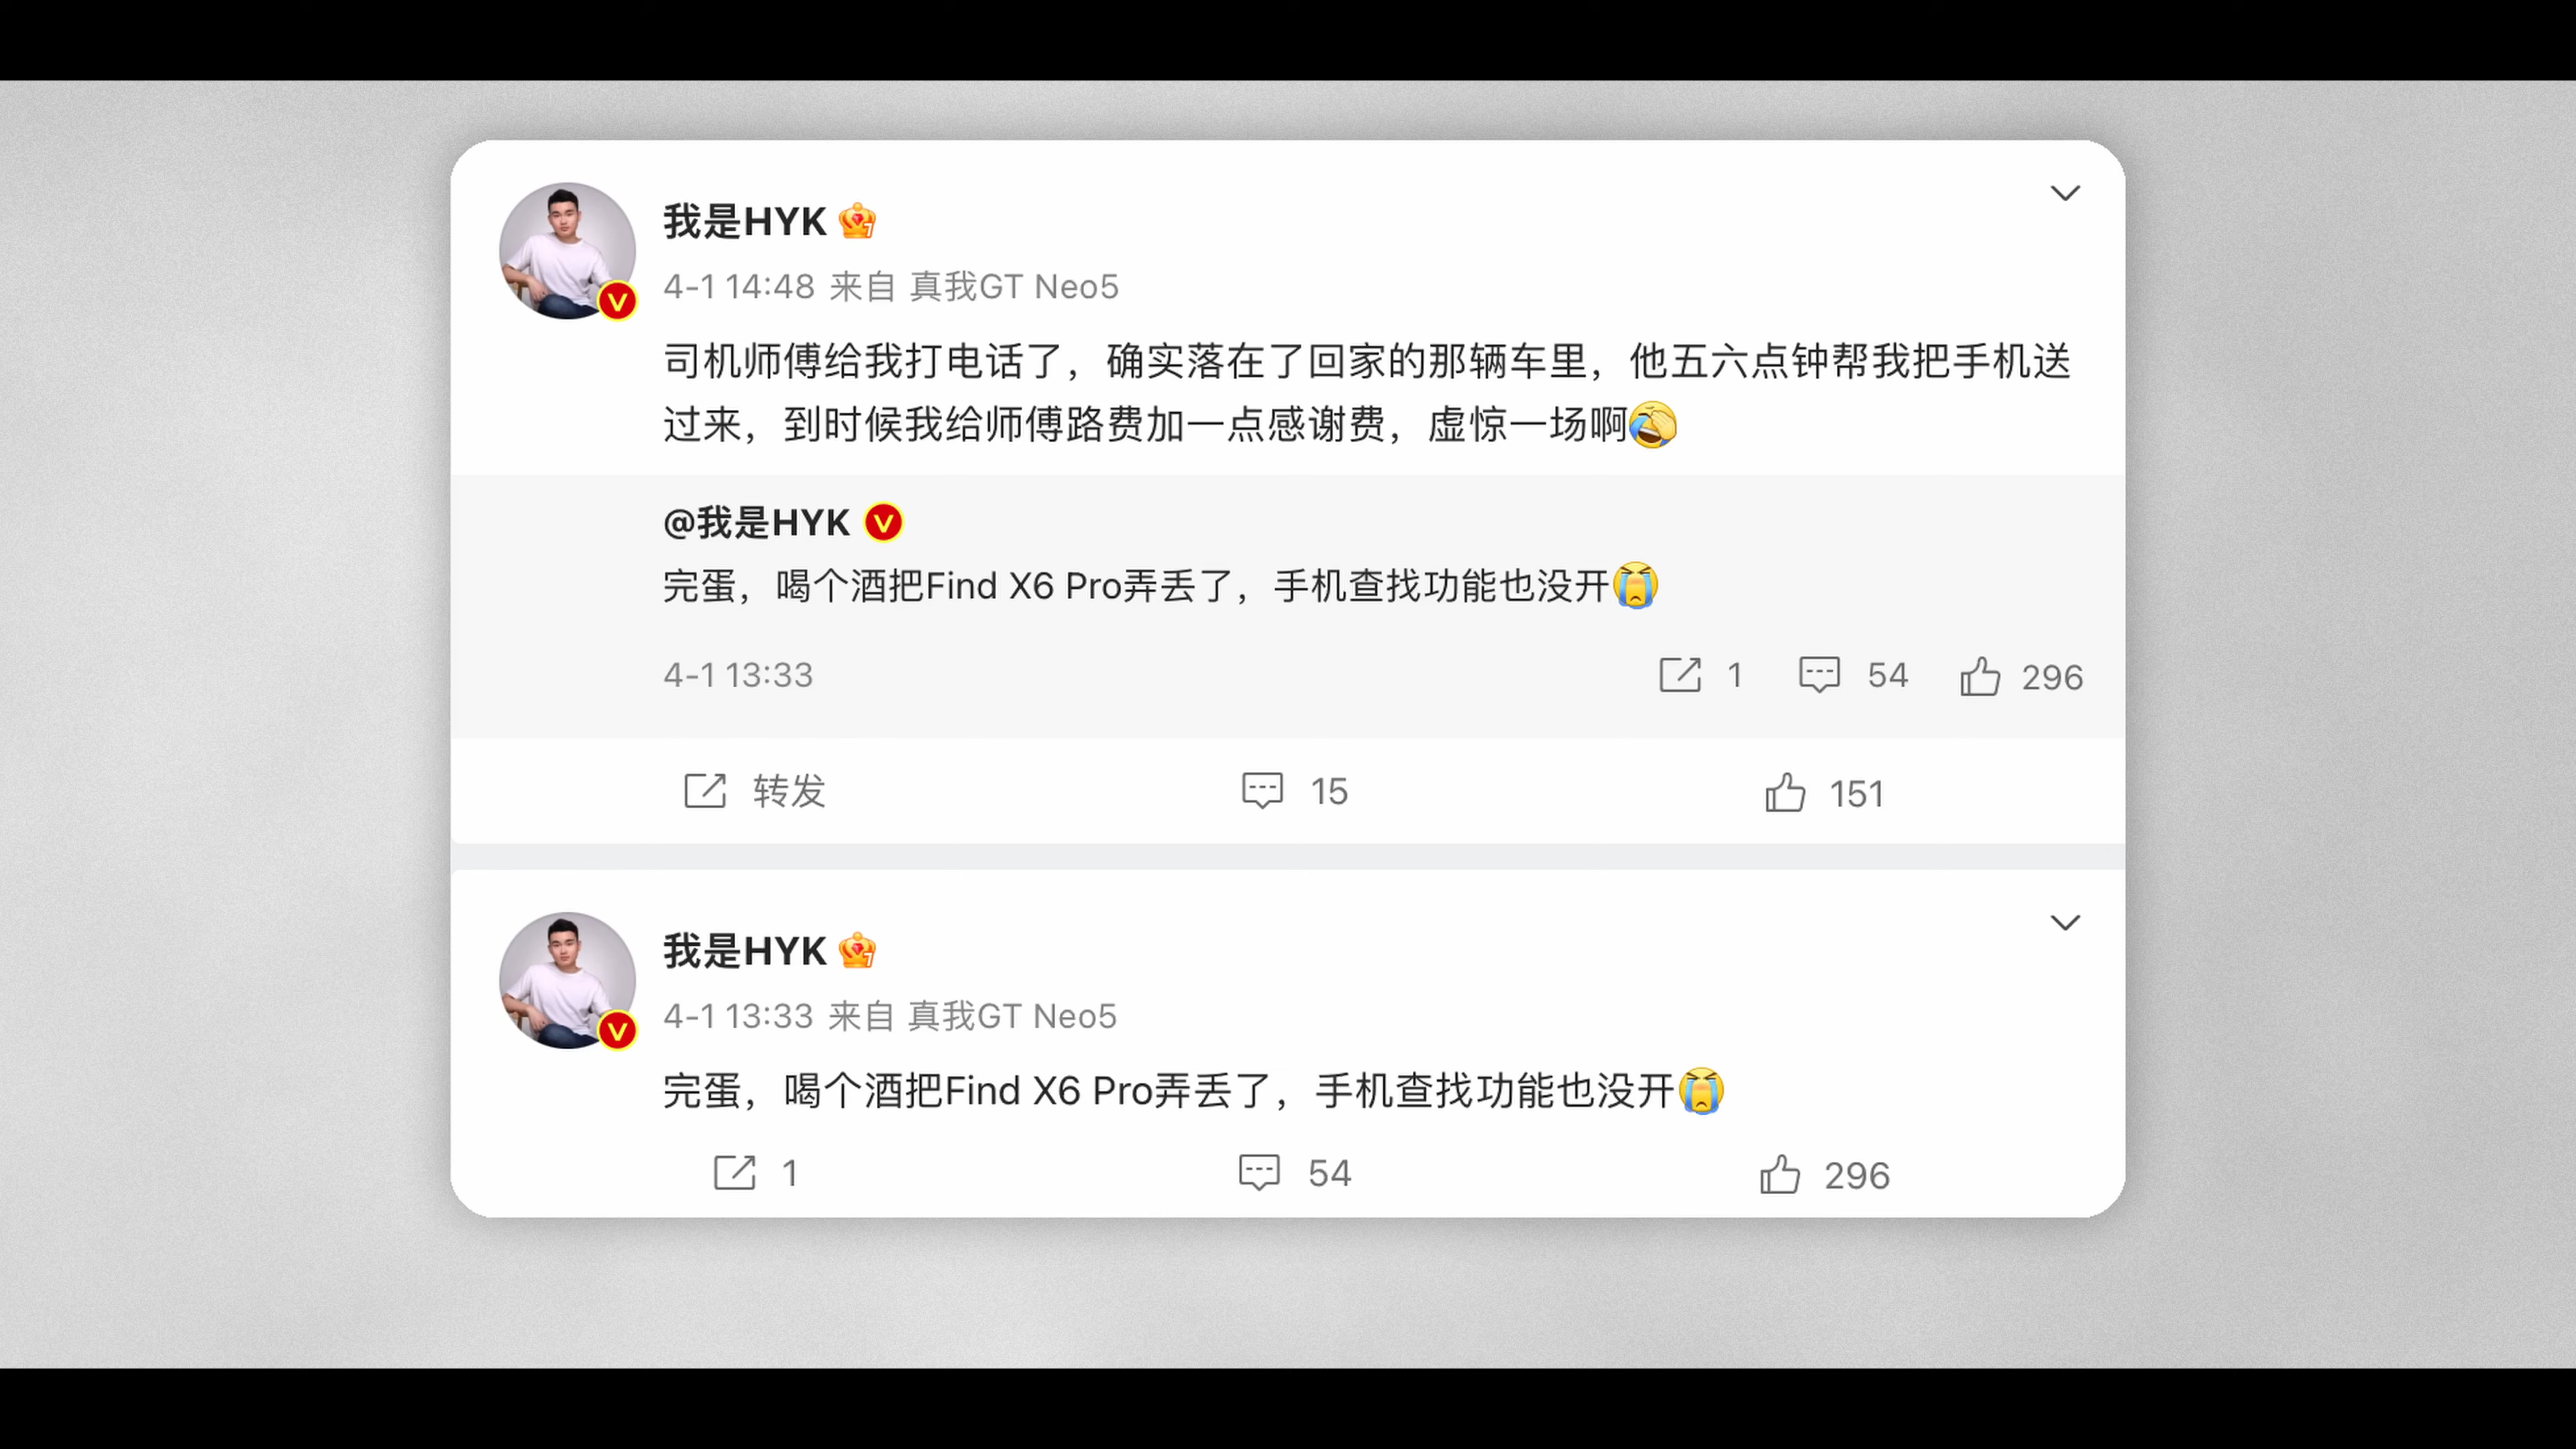 我是HYK
4-1 14:48 来自 真我GT Neo5
司机师傅给我打电话了，确实落在了回家的那辆车里，他五六点钟帮我把手机送
过来，到时候我给师傅路费加一点感谢费，虚惊一场啊
@我是HYK
完蛋，喝个酒把Find X6 Pro弄丢了，手机查找功能也没开
4-1 13:33 1 54 296
转发 15 151
我是HYK
4-1 13:33 来自 真我GT Neo5
完蛋，喝个酒把Find X6 Pro弄丢了，手机查找功能也没开
1 54 296